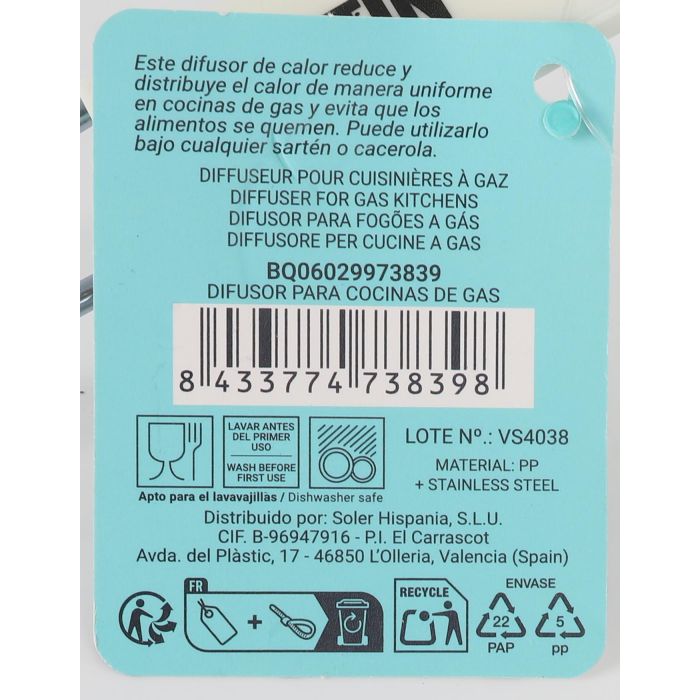 Este difusor de calor reduce y
distribuye el calor de manera uniforme
en cocinas de gas y evita que los
alimentos se quemen. Puede utilizarlo
bajo cualquier sartén o cacerola.
DIFFUSEUR POUR CUISINIÈRES À GAZ
DIFFUSER FOR GAS KITCHENS
DIFUSOR PARA FOGÕES A GÁS
DIFFUSORE PER CUCINE A GAS
BQ06029973839
DIFUSOR PARA COCINAS DE GAS
8 433774 738398
LAVAR ANTES
DEL PRIMER
USO
WASH BEFORE
FIRST USE
Apto para el lavavajillas / Dishwasher safe
LOTE Nº.: VS4038
MATERIAL: PP
+ STAINLESS STEEL
Distribuido por: Soler Hispania, S.L.U.
CIF. B-96947916 - P.I. El Carrascot
Avda. del Plàstic, 17 - 46850 L'Olleria, Valencia (Spain)
FR
+
RECYCLE
ENVASE
22
PAP
5
pp